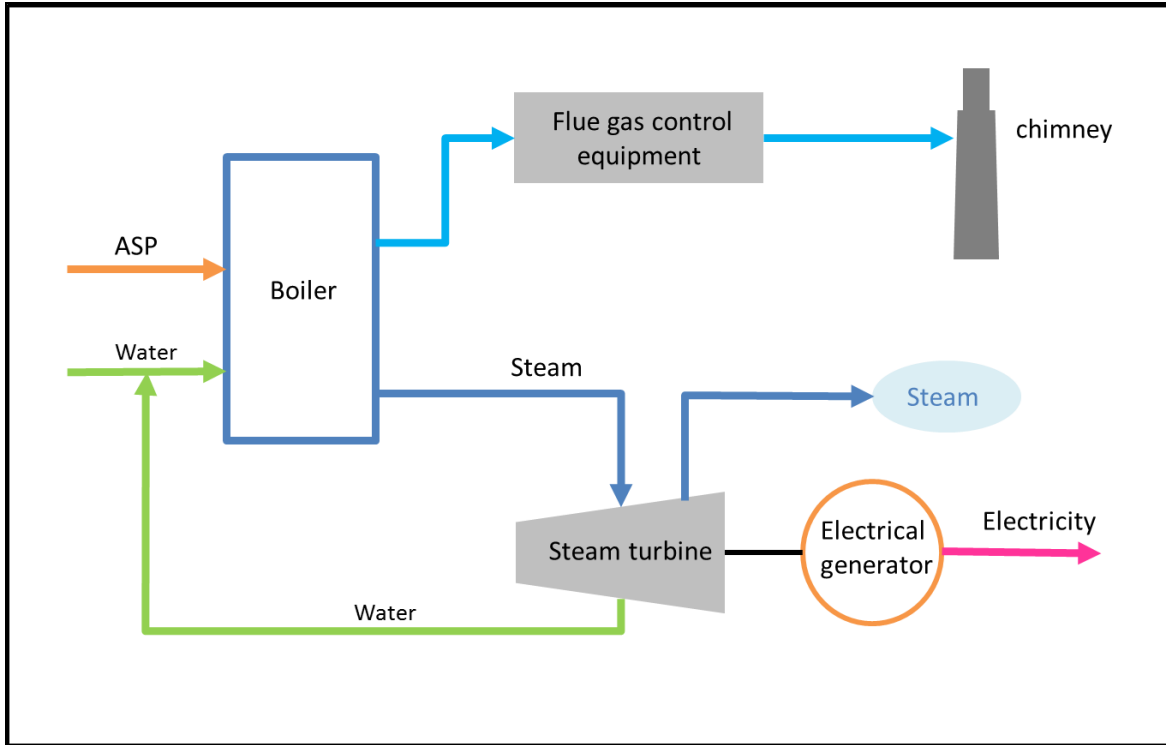 Flue gas control
equipment
chimney
ASP
Boiler
Water
Steam
Steam
Steam turbine
Electrical
generator
Electricity
Water